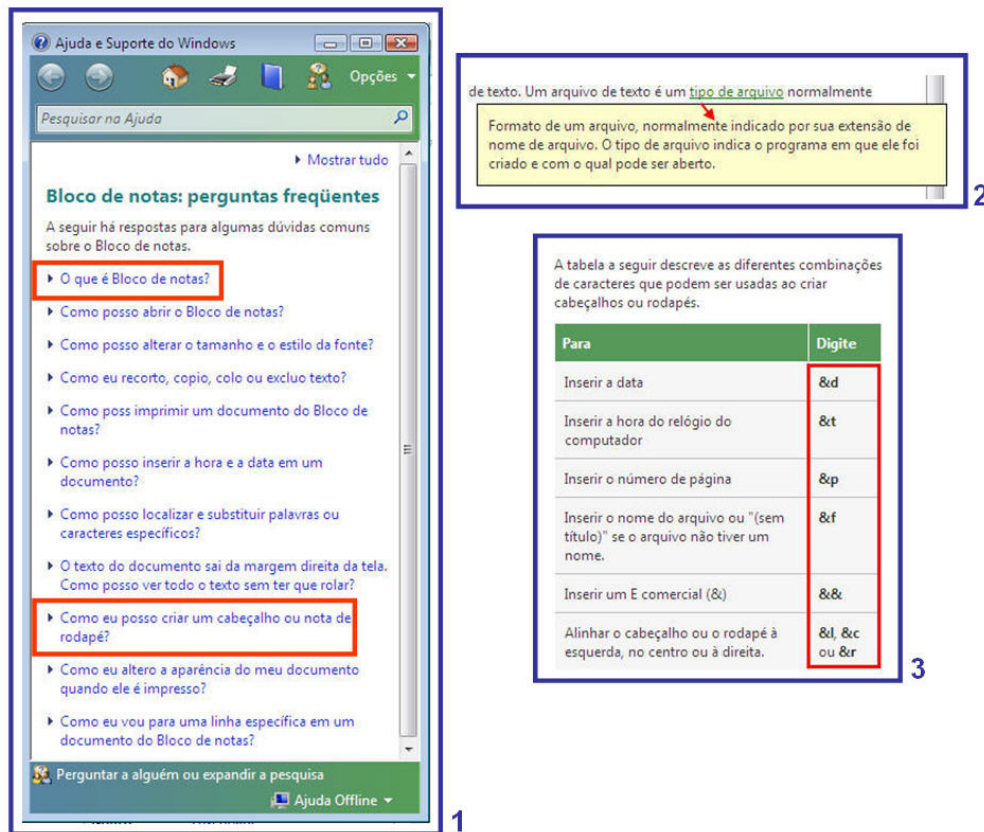 Ajuda e Suporte do Windows
Opções
Pesquisar na Ajuda
Mostrar tudo
Bloco de notas: perguntas freqüentes
A seguir há respostas para algumas dúvidas comuns
sobre o Bloco de notas.
O que é Bloco de notas?
Como posso abrir o Bloco de notas?
Como posso alterar o tamanho e o estilo da fonte?
Como eu recorto, copio, colo ou excluo texto?
Como poss imprimir um documento do Bloco de
notas?
Como posso inserir a hora e a data em um
documento?
Como posso localizar e substituir palavras ou
caracteres específicos?
O texto do documento sai da margem direita da tela.
Como posso ver todo o texto sem ter que rolar?
Como eu posso criar um cabeçalho ou nota de
rodapé?
Como eu altero a aparência do meu documento
quando ele é impresso?
Como eu vou para uma linha específica em um
documento do Bloco de notas?
Perguntar a alguém ou expandir a pesquisa
Ajuda Offline
1
de texto. Um arquivo de texto é um tipo de arquivo normalmente
Formato de um arquivo, normalmente indicado por sua extensão de
nome de arquivo. O tipo de arquivo indica o programa em que ele foi
criado e com o qual pode ser aberto.
2
A tabela a seguir descreve as diferentes combinações
de caracteres que podem ser usadas ao criar
cabeçalhos ou rodapés.
Para Digite
Inserir a data &d
Inserir a hora do relógio do &t
computador
Inserir o número de página &p
Inserir o nome do arquivo ou "(sem &f
título)" se o arquivo não tiver um
nome.
Inserir um E comercial (&) &&
Alinhar o cabeçalho ou o rodapé à &l, &c
esquerda, no centro ou à direita. ou &r
3